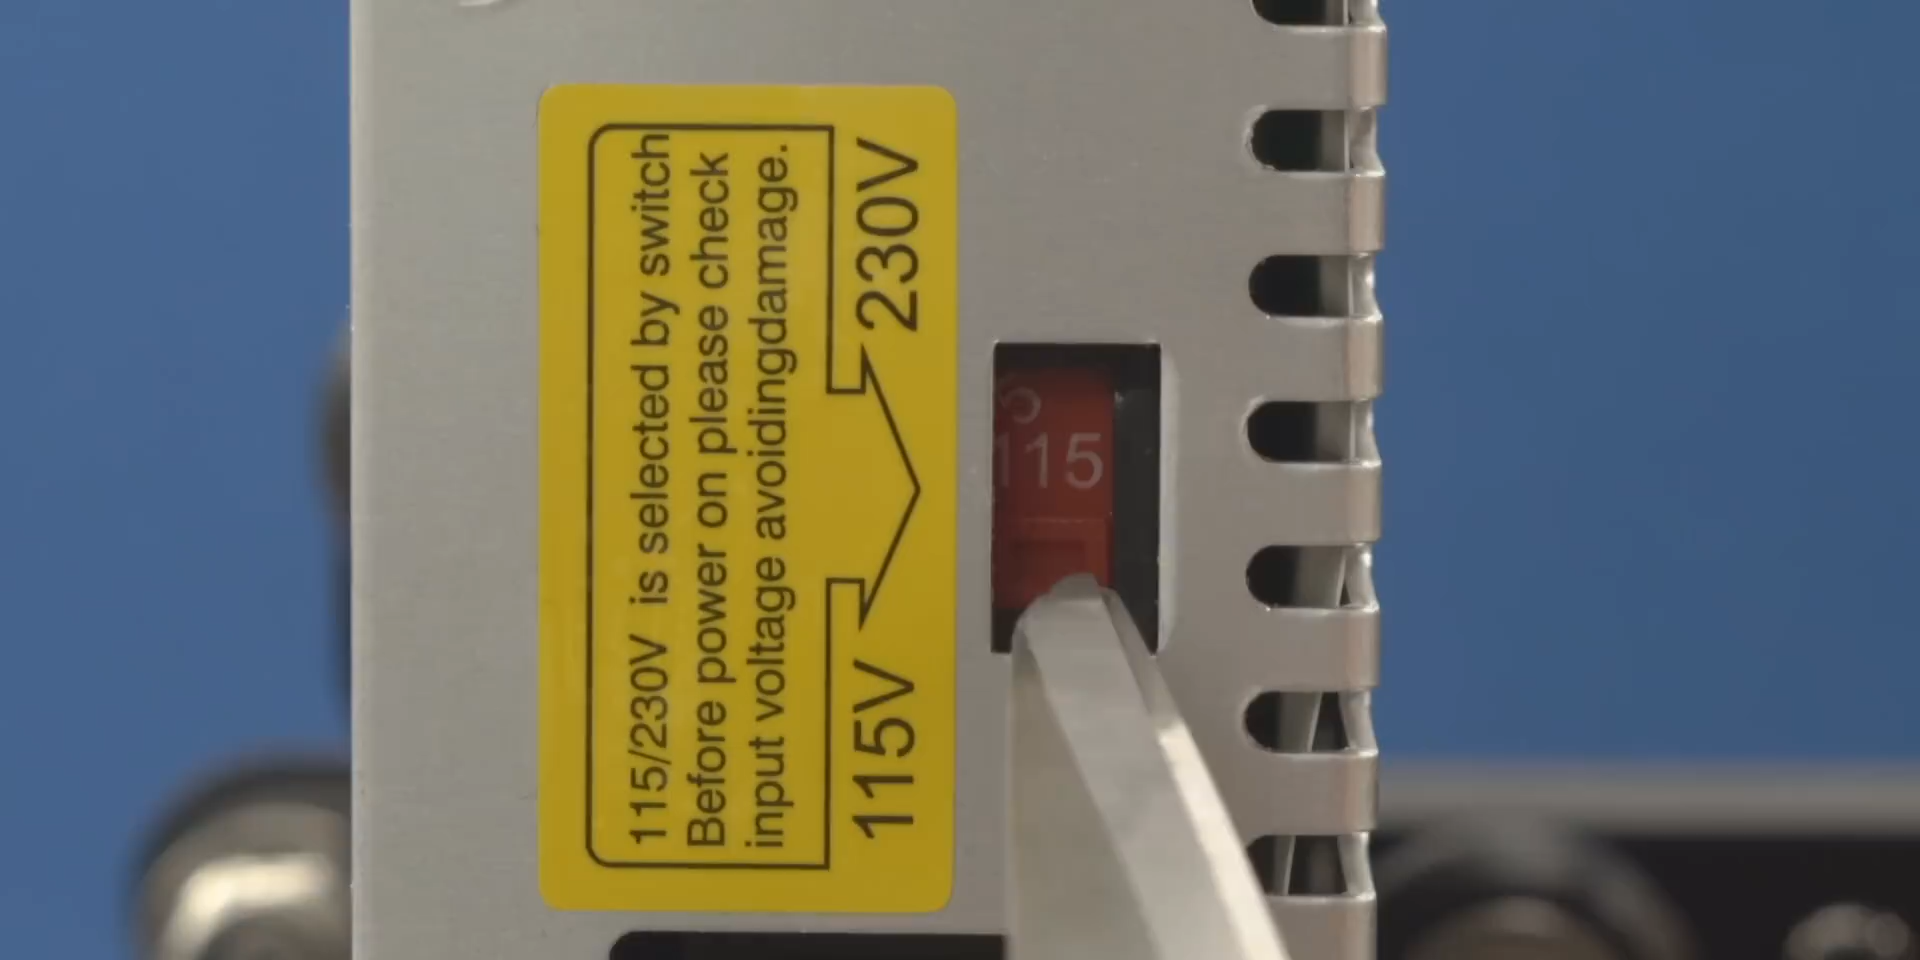 115/230V is selected by switch
Before power on please check
input voltage avoidingdamage.
115V
230V
115